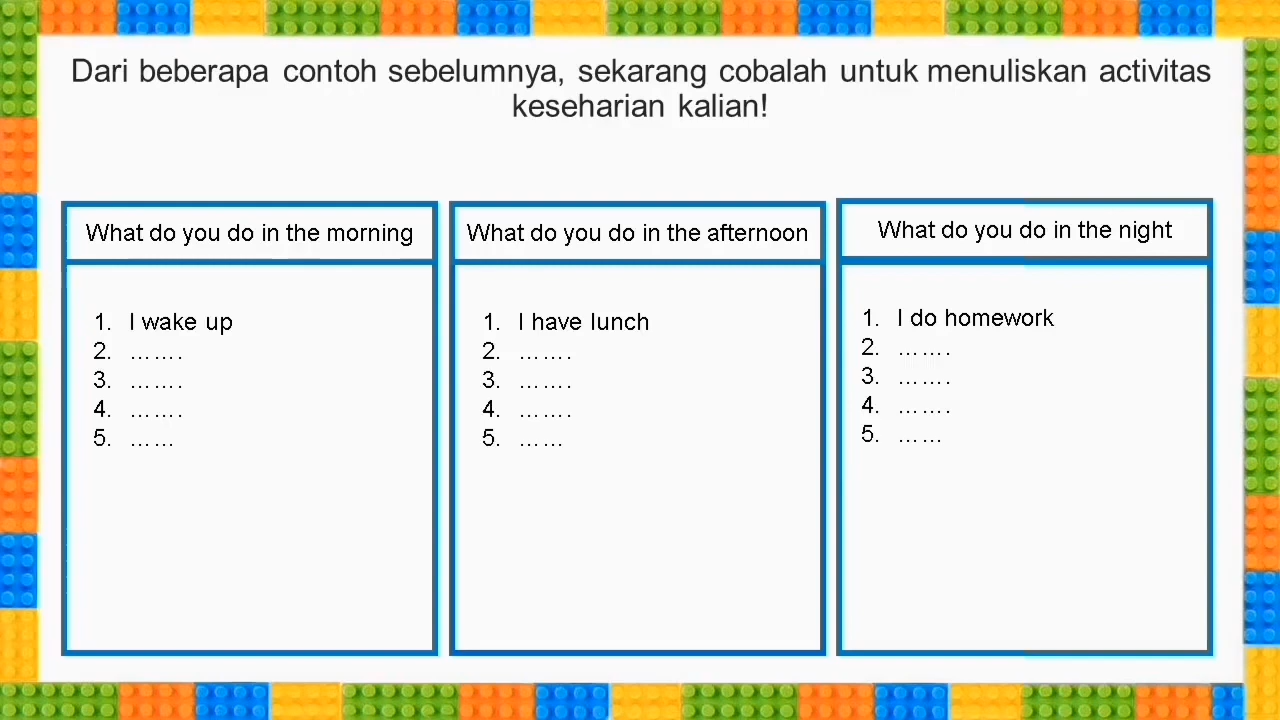 Dari beberapa contoh sebelumnya, sekarang cobalah untuk menuliskan activitas
keseharian kalian!
What do you do in the morning
1. I wake up
2. …….
3. …….
4. …….
5. ……
What do you do in the afternoon
1. I have lunch
2. …….
3. …….
4. …….
5. ……
What do you do in the night
1. I do homework
2. …….
3. …….
4. …….
5. ……